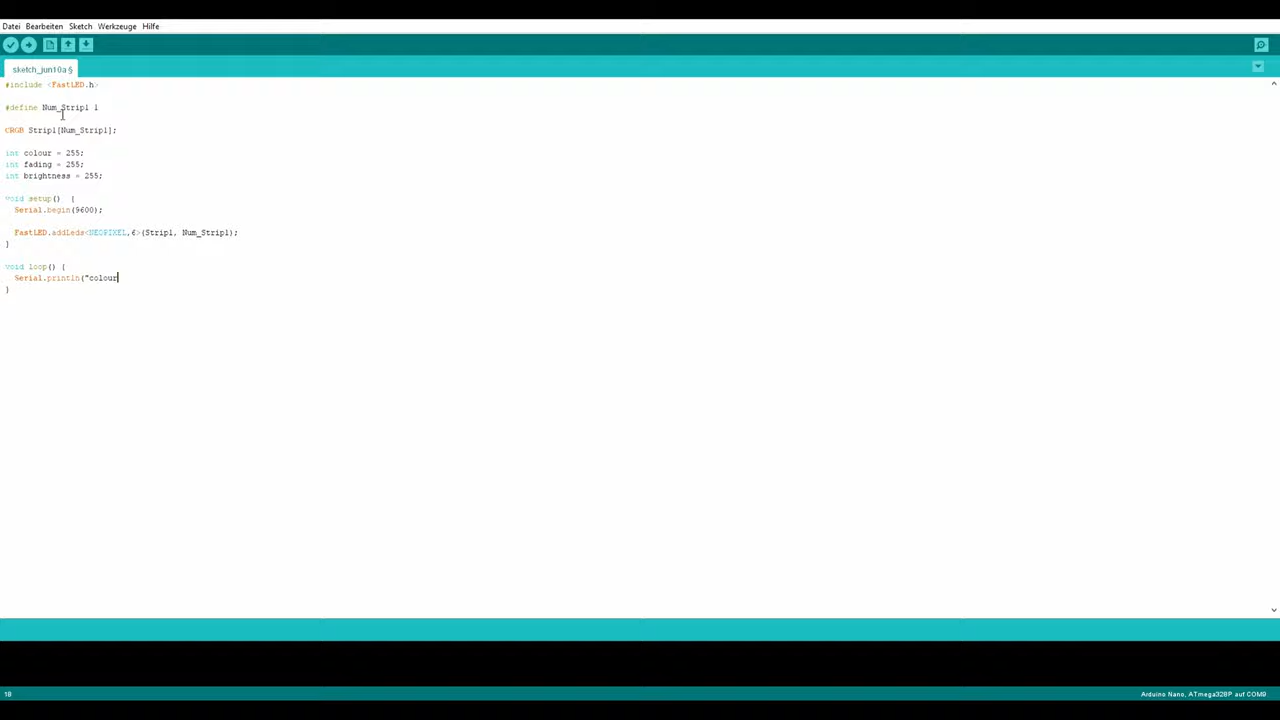 Datei Bearbeiten Sketch Werkzeuge Hilfe
sketch_jun10a §
#include <FastLED.h>
#define Num_Strip1 1
CRGB Strip1[Num_Strip1];
int colour = 255;
int fading = 255;
int brightness = 255;
void setup()  {
  Serial.begin(9600);
  FastLED.addLeds<NEOPIXEL,6>(Strip1, Num_Strip1);
}
void loop() {
  Serial.println("colour
}
18
Arduino Nano, ATmega328P auf COM9